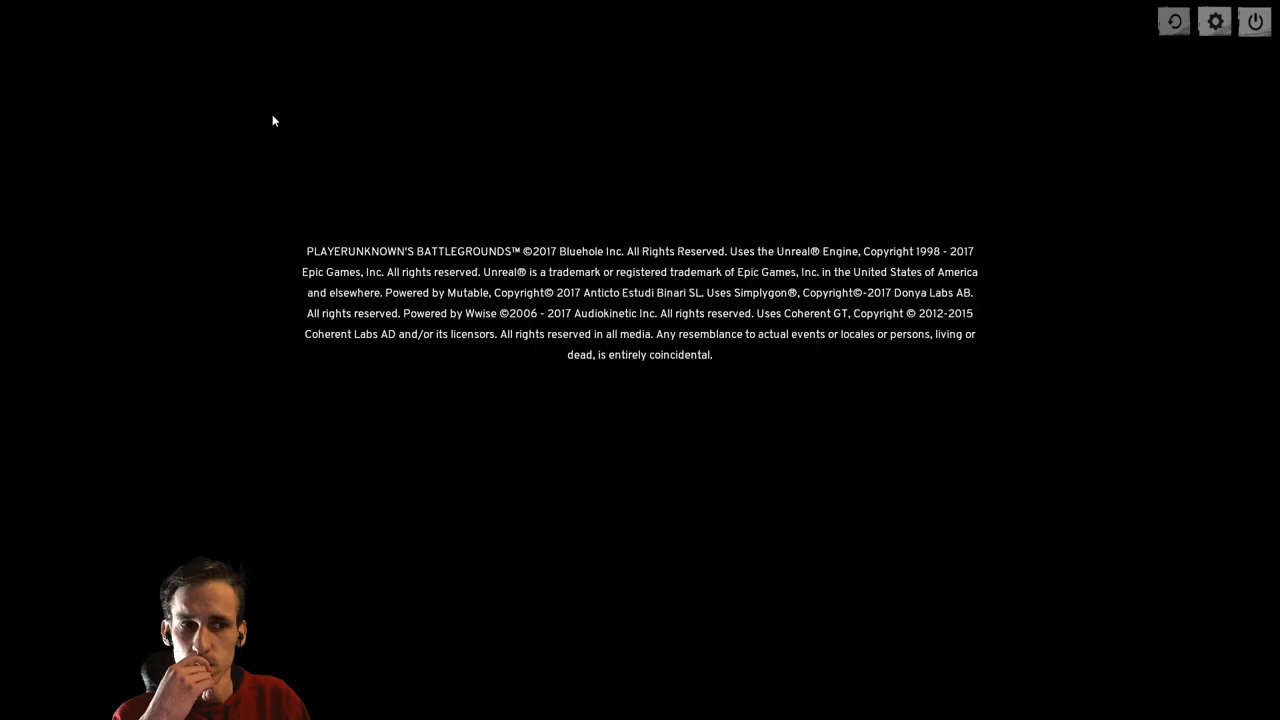 PLAYERUNKNOWN'S BATTLEGROUNDS™ ©2017 Bluehole Inc. All Rights Reserved. Uses the Unreal® Engine, Copyright 1998 - 2017
Epic Games, Inc. All rights reserved. Unreal® is a trademark or registered trademark of Epic Games, Inc. in the United States of America
and elsewhere. Powered by Mutable, Copyright© 2017 Anticto Estudi Binari SL. Uses Simplygon®, Copyright©-2017 Donya Labs AB.
All rights reserved. Powered by Wwise ©2006 - 2017 Audiokinetic Inc. All rights reserved. Uses Coherent GT, Copyright © 2012-2015
Coherent Labs AD and/or its licensors. All rights reserved in all media. Any resemblance to actual events or locales or persons, living or
dead, is entirely coincidental.